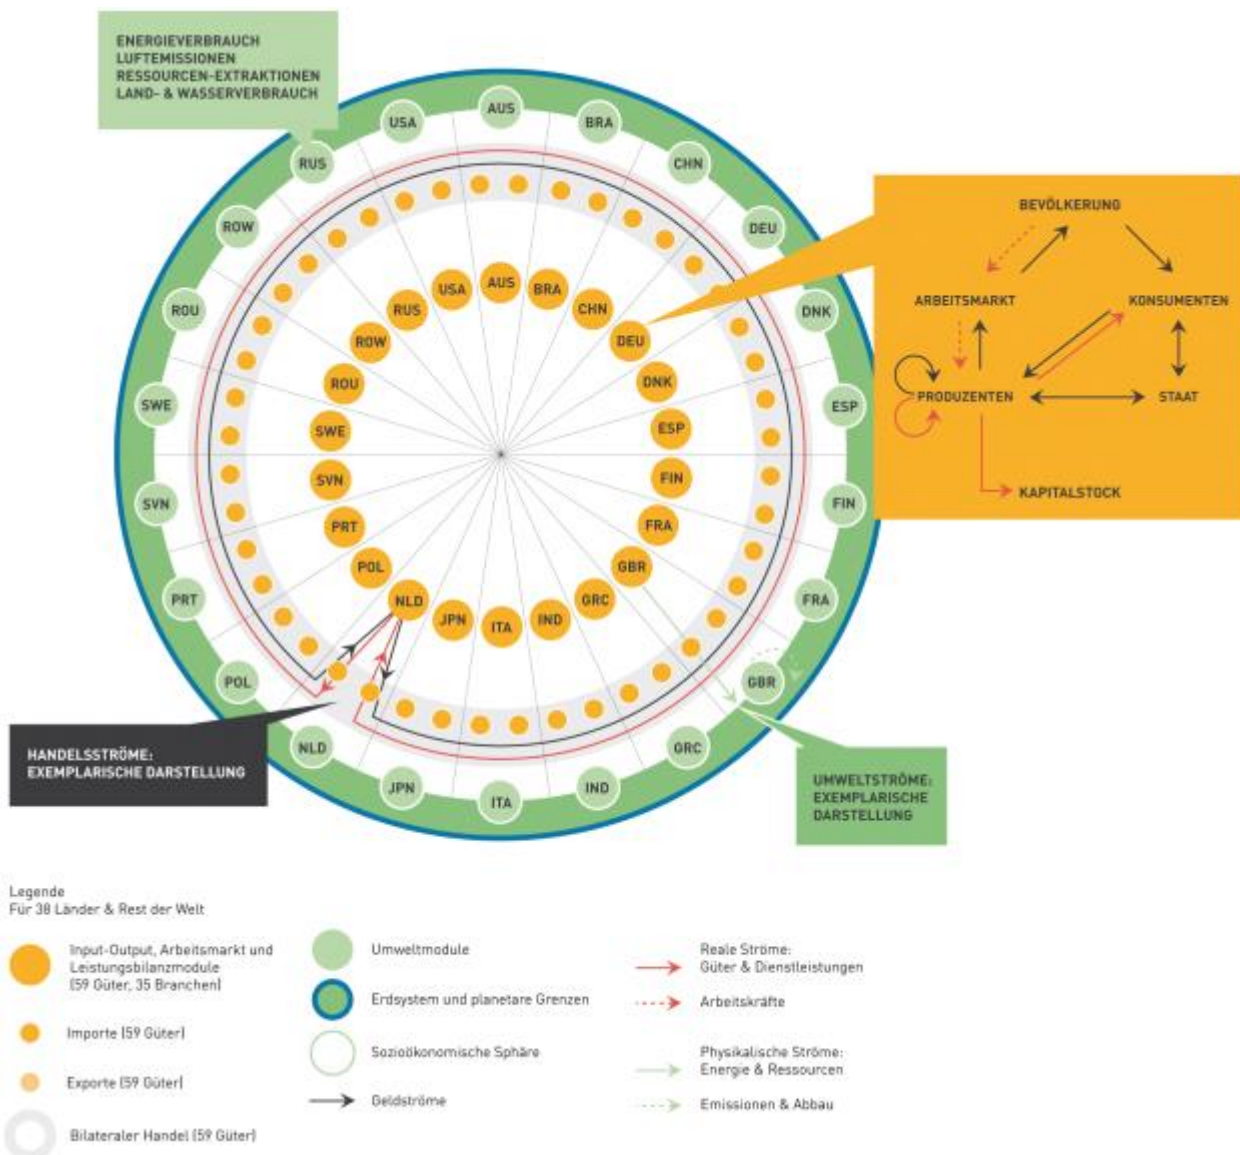 ENERGIEVERBRAUCH
LUFTEMISSIONEN
RESSOURCEN-EXTRAKTIONEN
LAND- & WASSERVERBRAUCH
AUS
BRA
CHN
DEU
DNK
ESP
FIN
FRA
GBR
GRC
IND
ITA
JPN
NLD
POL
PRT
SVN
SWE
ROU
ROW
RUS
USA
AUS
BRA
CHN
DEU
DNK
ESP
FIN
FRA
GBR
GRC
IND
ITA
JPN
NLD
POL
PRT
SVN
SWE
ROU
ROW
RUS
USA
BEVÖLKERUNG
ARBEITSMARKT
KONSUMENTEN
PRODUZENTEN
STAAT
KAPITALSTOCK
HANDELSSTRÖME:
EXEMPLARISCHE DARSTELLUNG
UMWELTSTRÖME:
EXEMPLARISCHE
DARSTELLUNG
Legende
Für 38 Länder & Rest der Welt
Input-Output, Arbeitsmarkt und
Leistungsbilanzmodule
(59 Güter, 35 Branchen)
Importe (59 Güter)
Exporte (59 Güter)
Bilateraler Handel (59 Güter)
Umweltmodule
Erdsystem und planetare Grenzen
Sozioökonomische Sphäre
Geldströme
Reale Ströme:
Güter & Dienstleistungen
Arbeitskräfte
Physikalische Ströme:
Energie & Ressourcen
Emissionen & Abbau